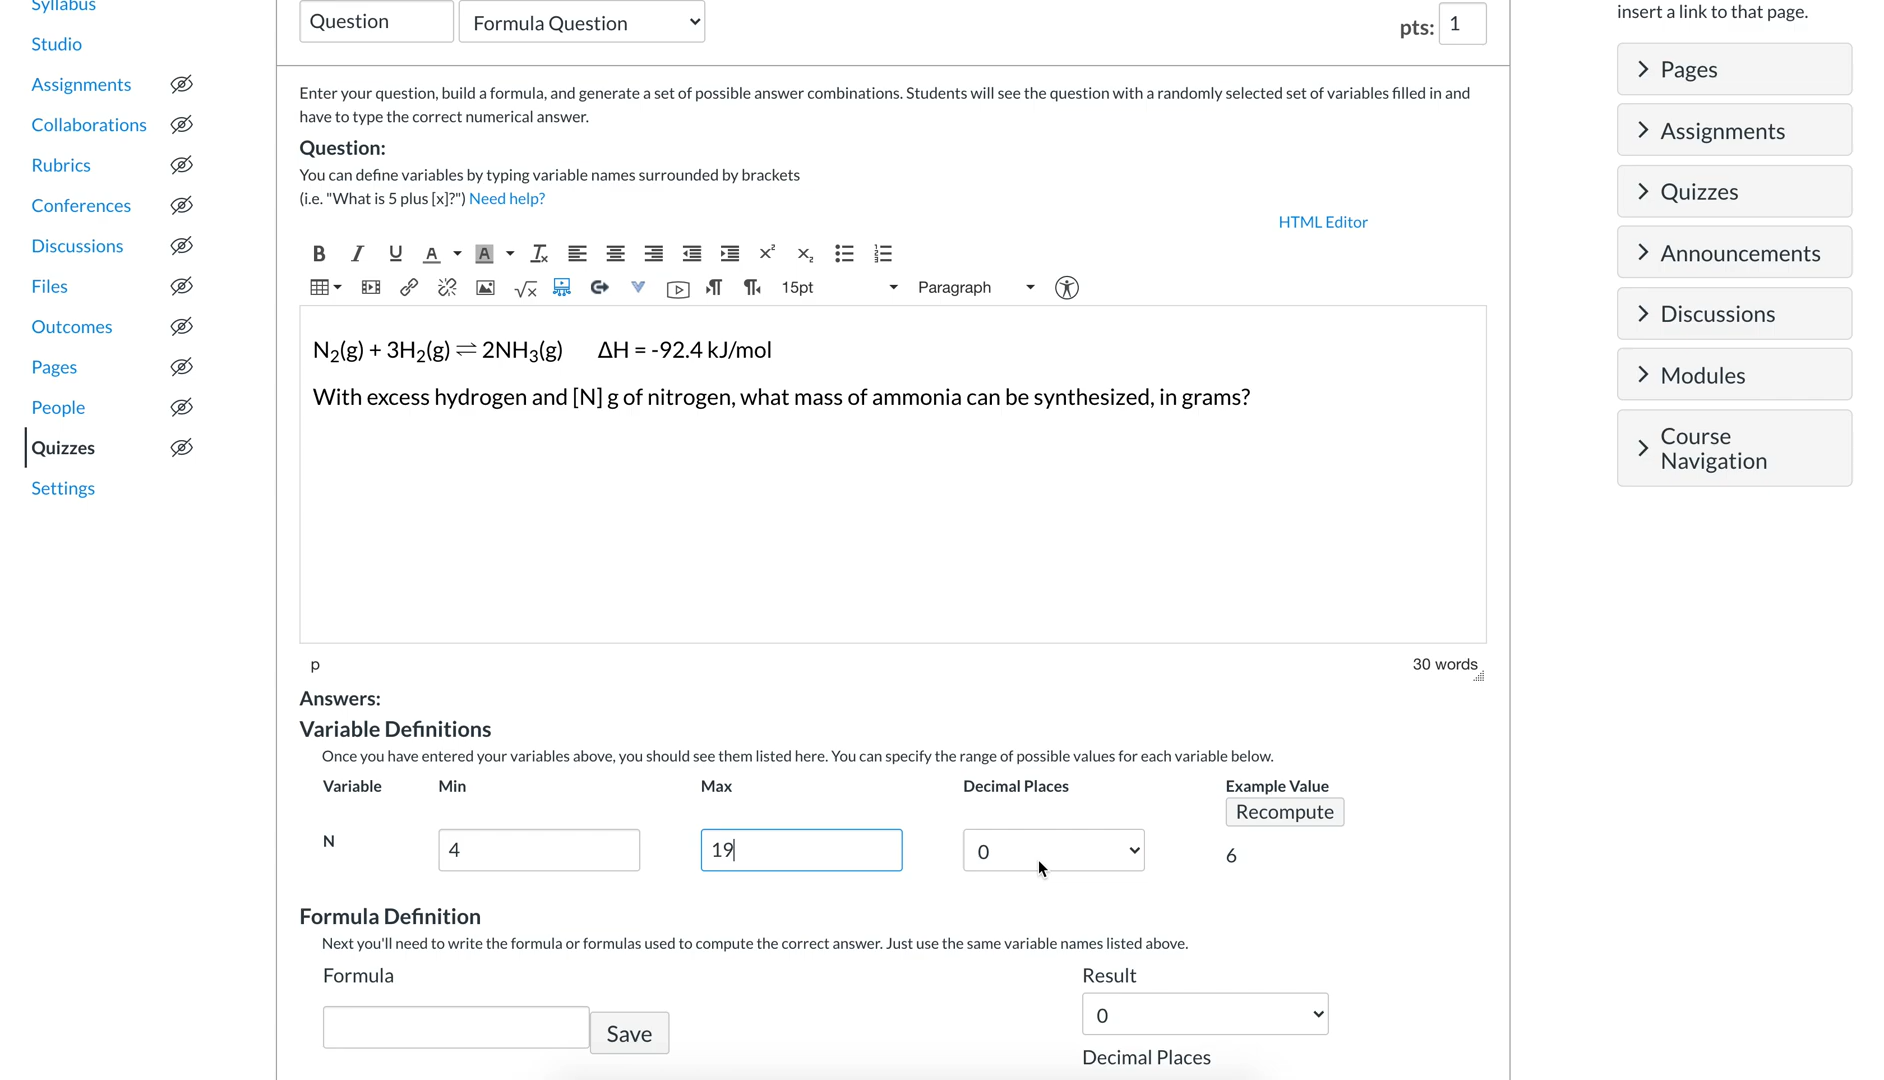 Syllabus
Studio
Assignments
Collaborations
Rubrics
Conferences
Discussions
Files
Outcomes
Pages
People
Quizzes
Settings
Question
Formula Question
pts: 1
Enter your question, build a formula, and generate a set of possible answer combinations. Students will see the question with a randomly selected set of variables filled in and
have to type the correct numerical answer.
Question:
You can define variables by typing variable names surrounded by brackets
(i.e. "What is 5 plus [x]?") Need help?
HTML Editor
15pt
Paragraph
N₂(g) + 3H₂(g) ⇌ 2NH₃(g) ΔH = -92.4 kJ/mol
With excess hydrogen and [N] g of nitrogen, what mass of ammonia can be synthesized, in grams?
p
30 words
Answers:
Variable Definitions
Once you have entered your variables above, you should see them listed here. You can specify the range of possible values for each variable below.
Variable Min Max Decimal Places Example Value
Recompute
N 4 19 0 6
Formula Definition
Next you'll need to write the formula or formulas used to compute the correct answer. Just use the same variable names listed above.
Formula
Save
Result
0
Decimal Places
insert a link to that page.
Pages
Assignments
Quizzes
Announcements
Discussions
Modules
Course
Navigation